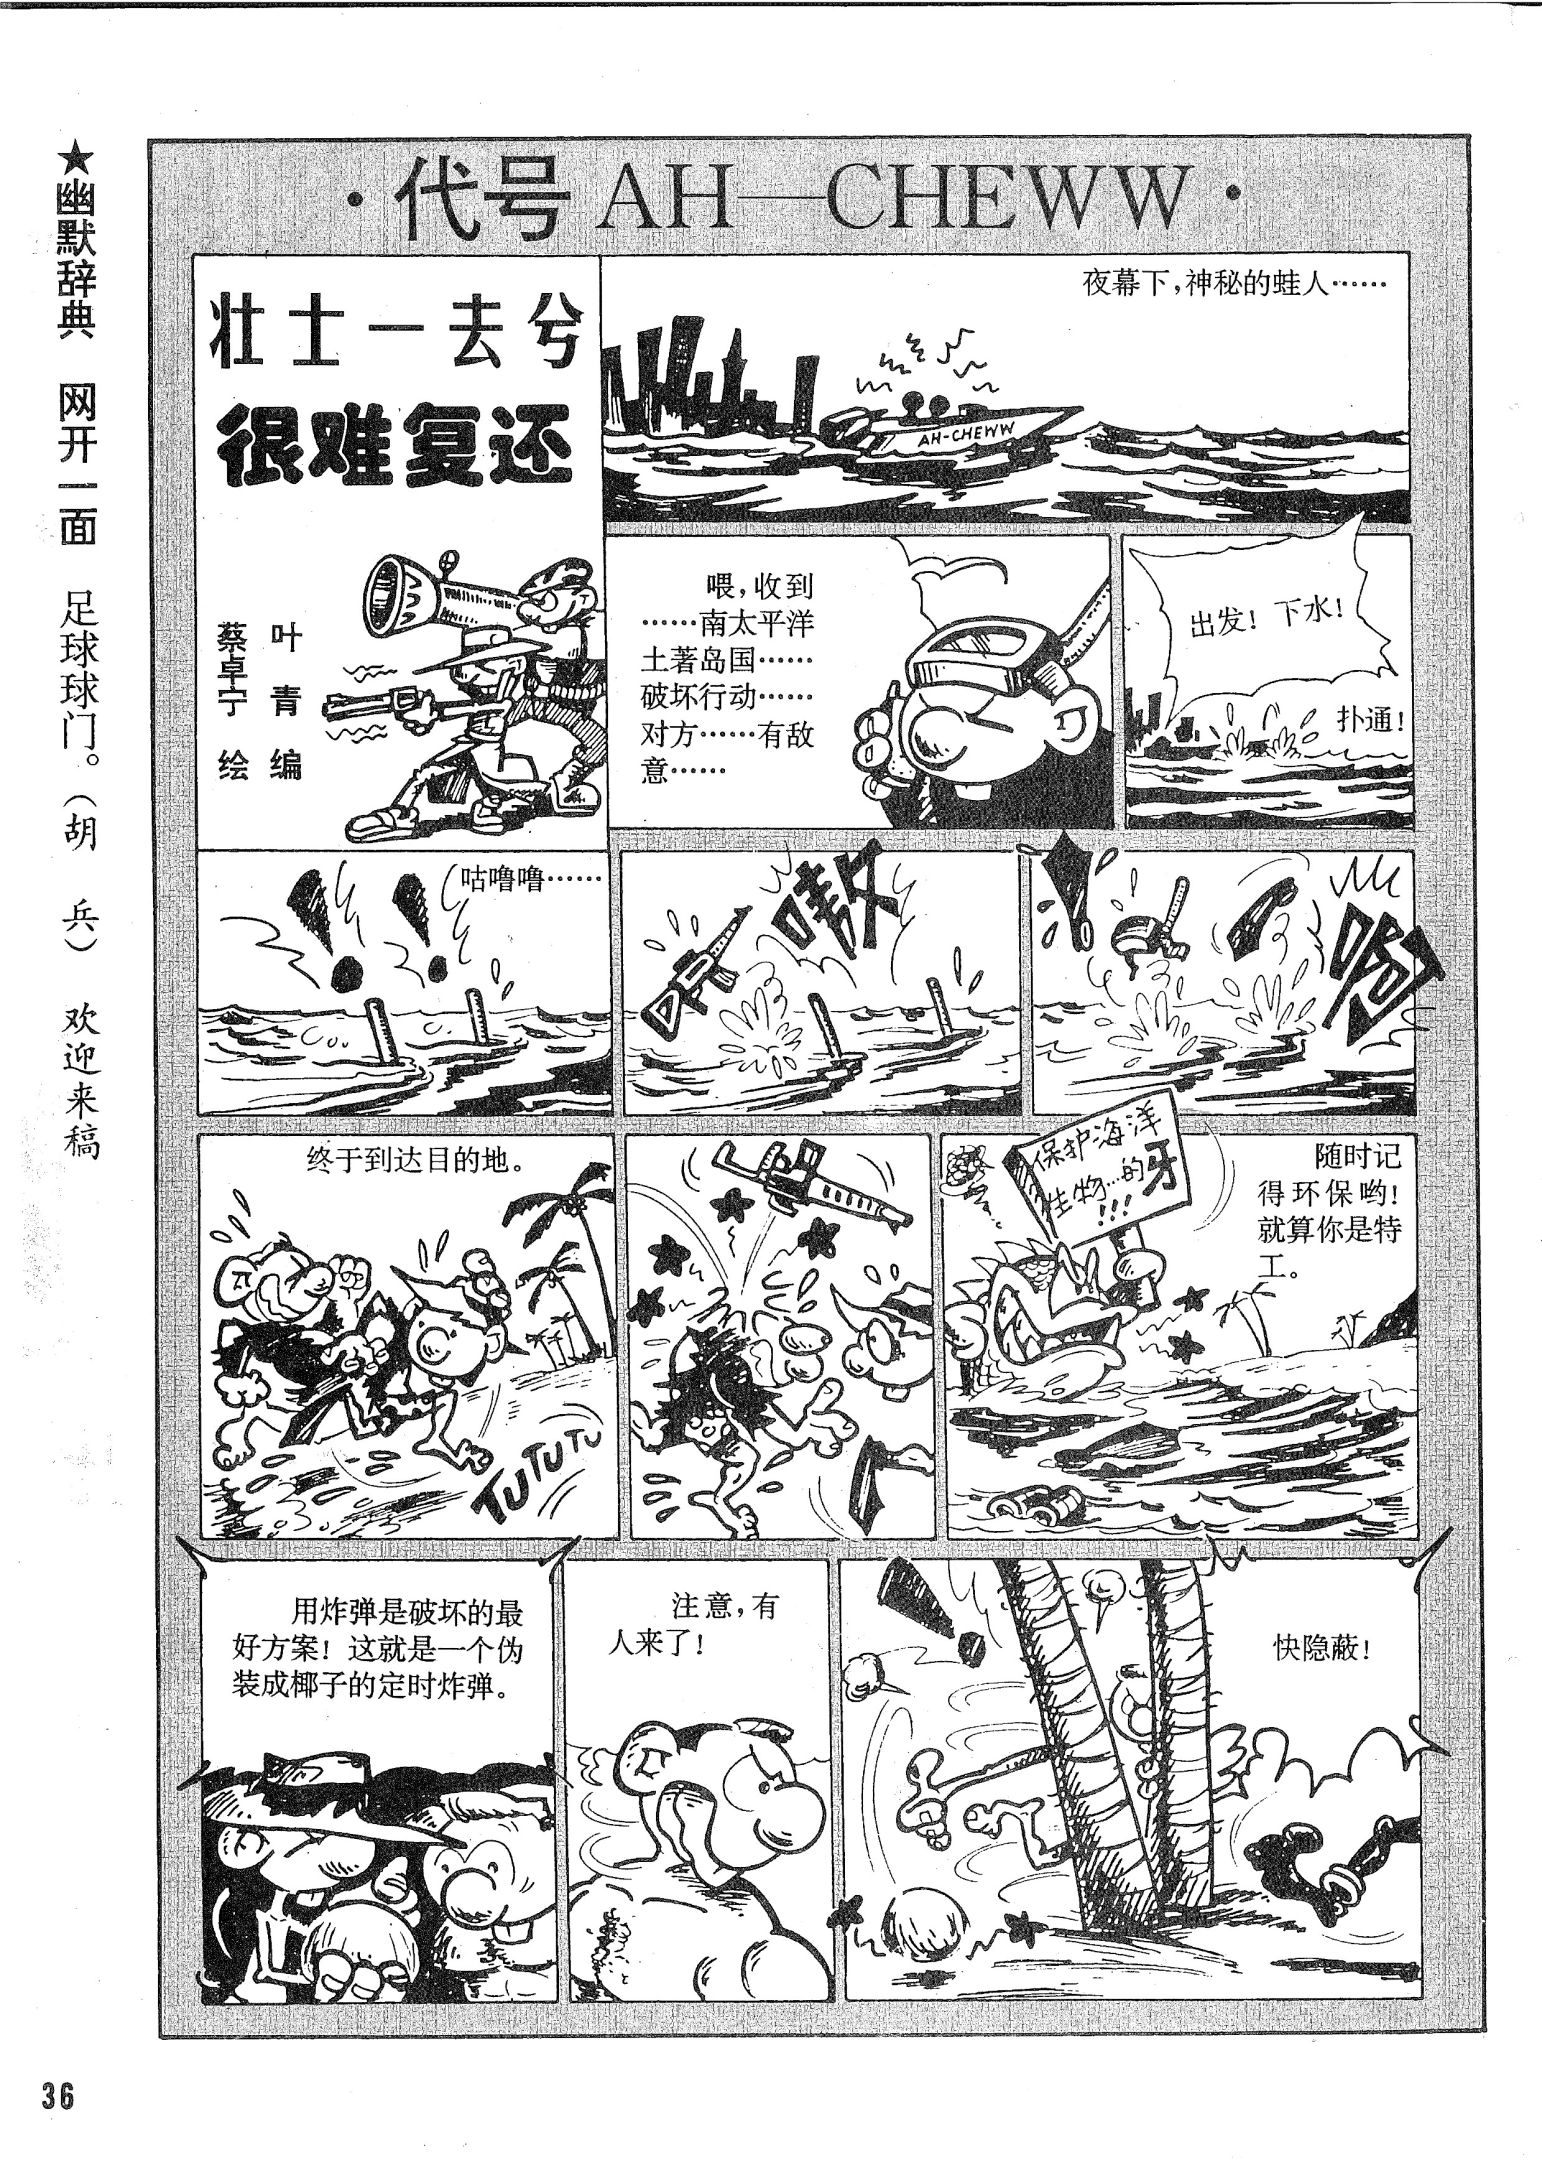 ·代号 AH—CHEWW·
壮士一去兮
很难复还
叶青编
蔡卓宁绘
夜幕下，神秘的蛙人……
AH-CHEWW
喂，收到
……南太平洋
土著岛国……
破坏行动……
对方……有敌
意……
出发！下水！
扑通！
咕噜噜……
嗷
终于到达目的地。
TU TU TU
保护海洋
生物…的牙
!!!
随时记
得环保哟！
就算你是特
工。
用炸弹是破坏的最
好方案！这就是一个伪
装成椰子的定时炸弹。
注意，有
人来了！
快隐蔽！
★幽默辞典 网开一面 足球球门。（胡 兵） 欢迎来稿
36